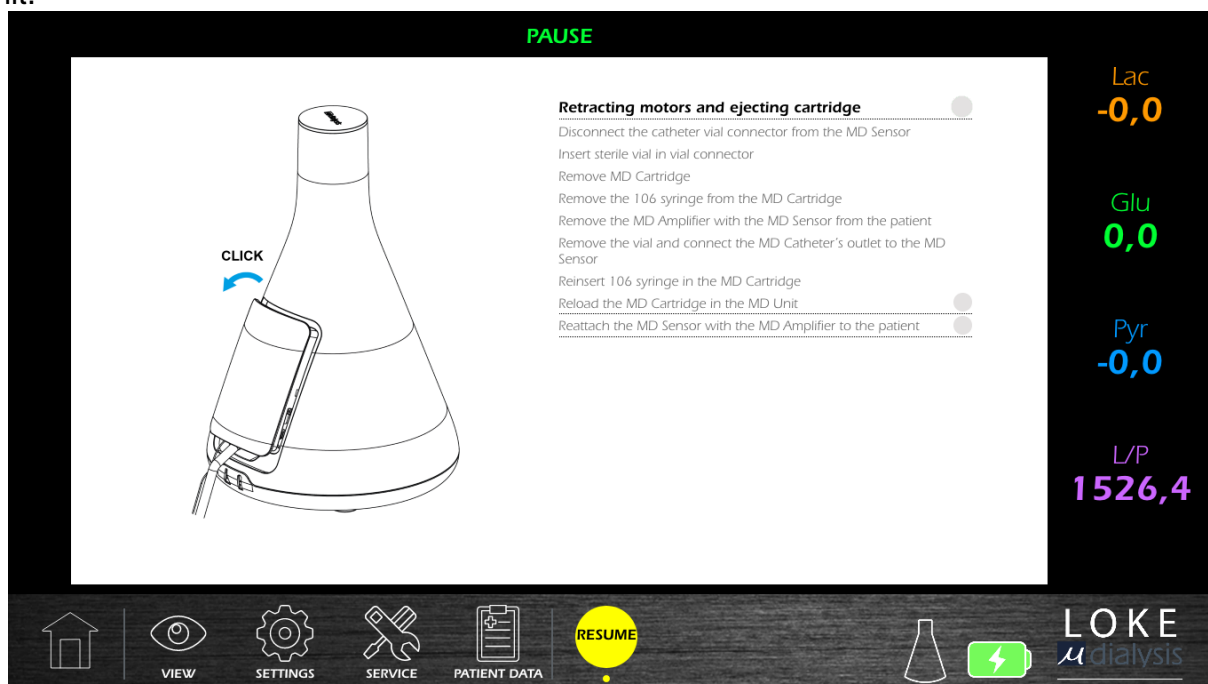 PAUSE
Retracting motors and ejecting cartridge
Disconnect the catheter vial connector from the MD Sensor
Insert sterile vial in vial connector
Remove MD Cartridge
Remove the 106 syringe from the MD Cartridge
Remove the MD Amplifier with the MD Sensor from the patient
Remove the vial and connect the MD Catheter's outlet to the MD
Sensor
Reinsert 106 syringe in the MD Cartridge
Reload the MD Cartridge in the MD Unit
Reattach the MD Sensor with the MD Amplifier to the patient
CLICK
Lac
-0,0
Glu
0,0
Pyr
-0,0
L/P
1526,4
VIEW
SETTINGS
SERVICE
PATIENT DATA
RESUME
LOKE
μdialysis